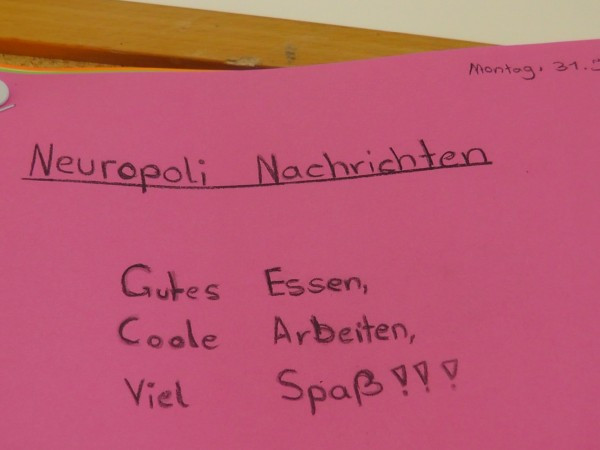 Montag, 31.
Neuropoli Nachrichten
Gutes Essen,
Coole Arbeiten,
Viel Spaß!!!